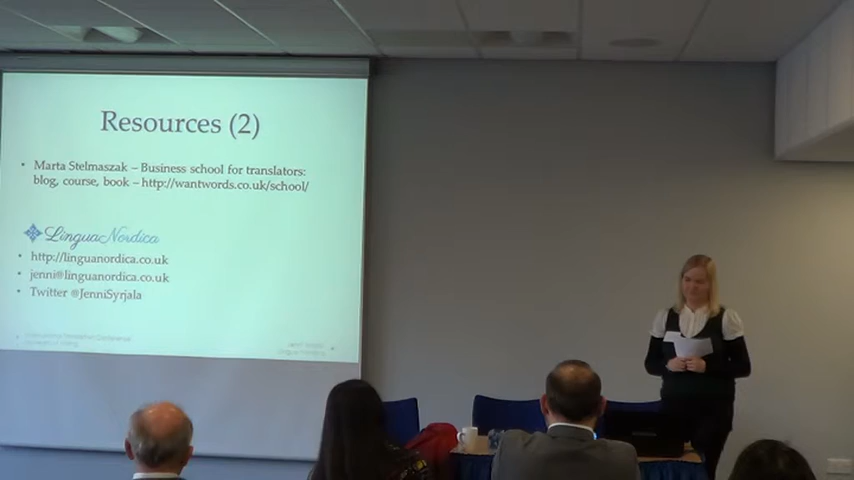 Resources (2)
• Marta Stelmaszak – Business school for translators:
blog, course, book – http://wantwords.co.uk/school/
LinguaNordica
• http://linguanordica.co.uk
• jenni@linguanordica.co.uk
• Twitter @JenniSyrjala
Conference